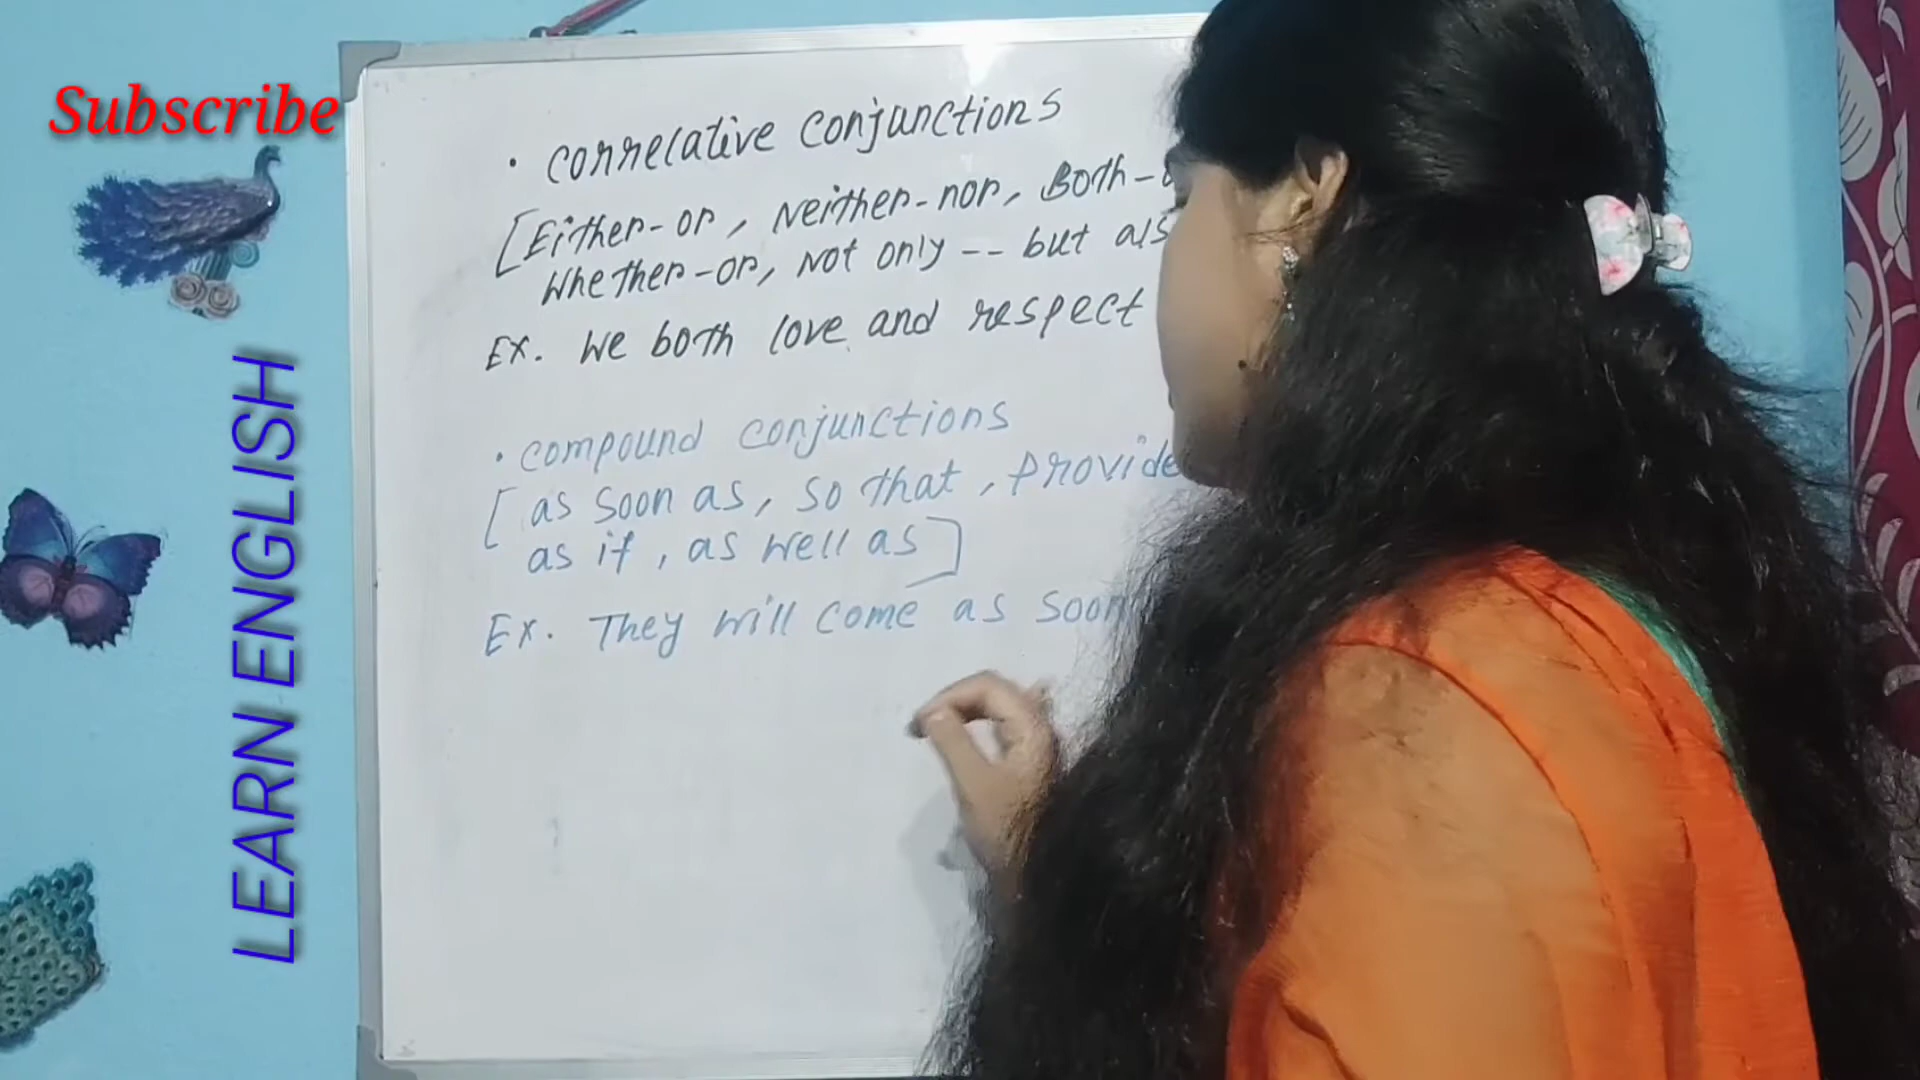 Subscribe
LEARN ENGLISH
• Correlative Conjunctions
[Either-or, Neither-nor, Both-
Whether-or, Not only -- but als
Ex. We both love and respect
• Compound Conjunctions
[as soon as, so that, Provide
as if, as well as]
Ex. They will come as soon